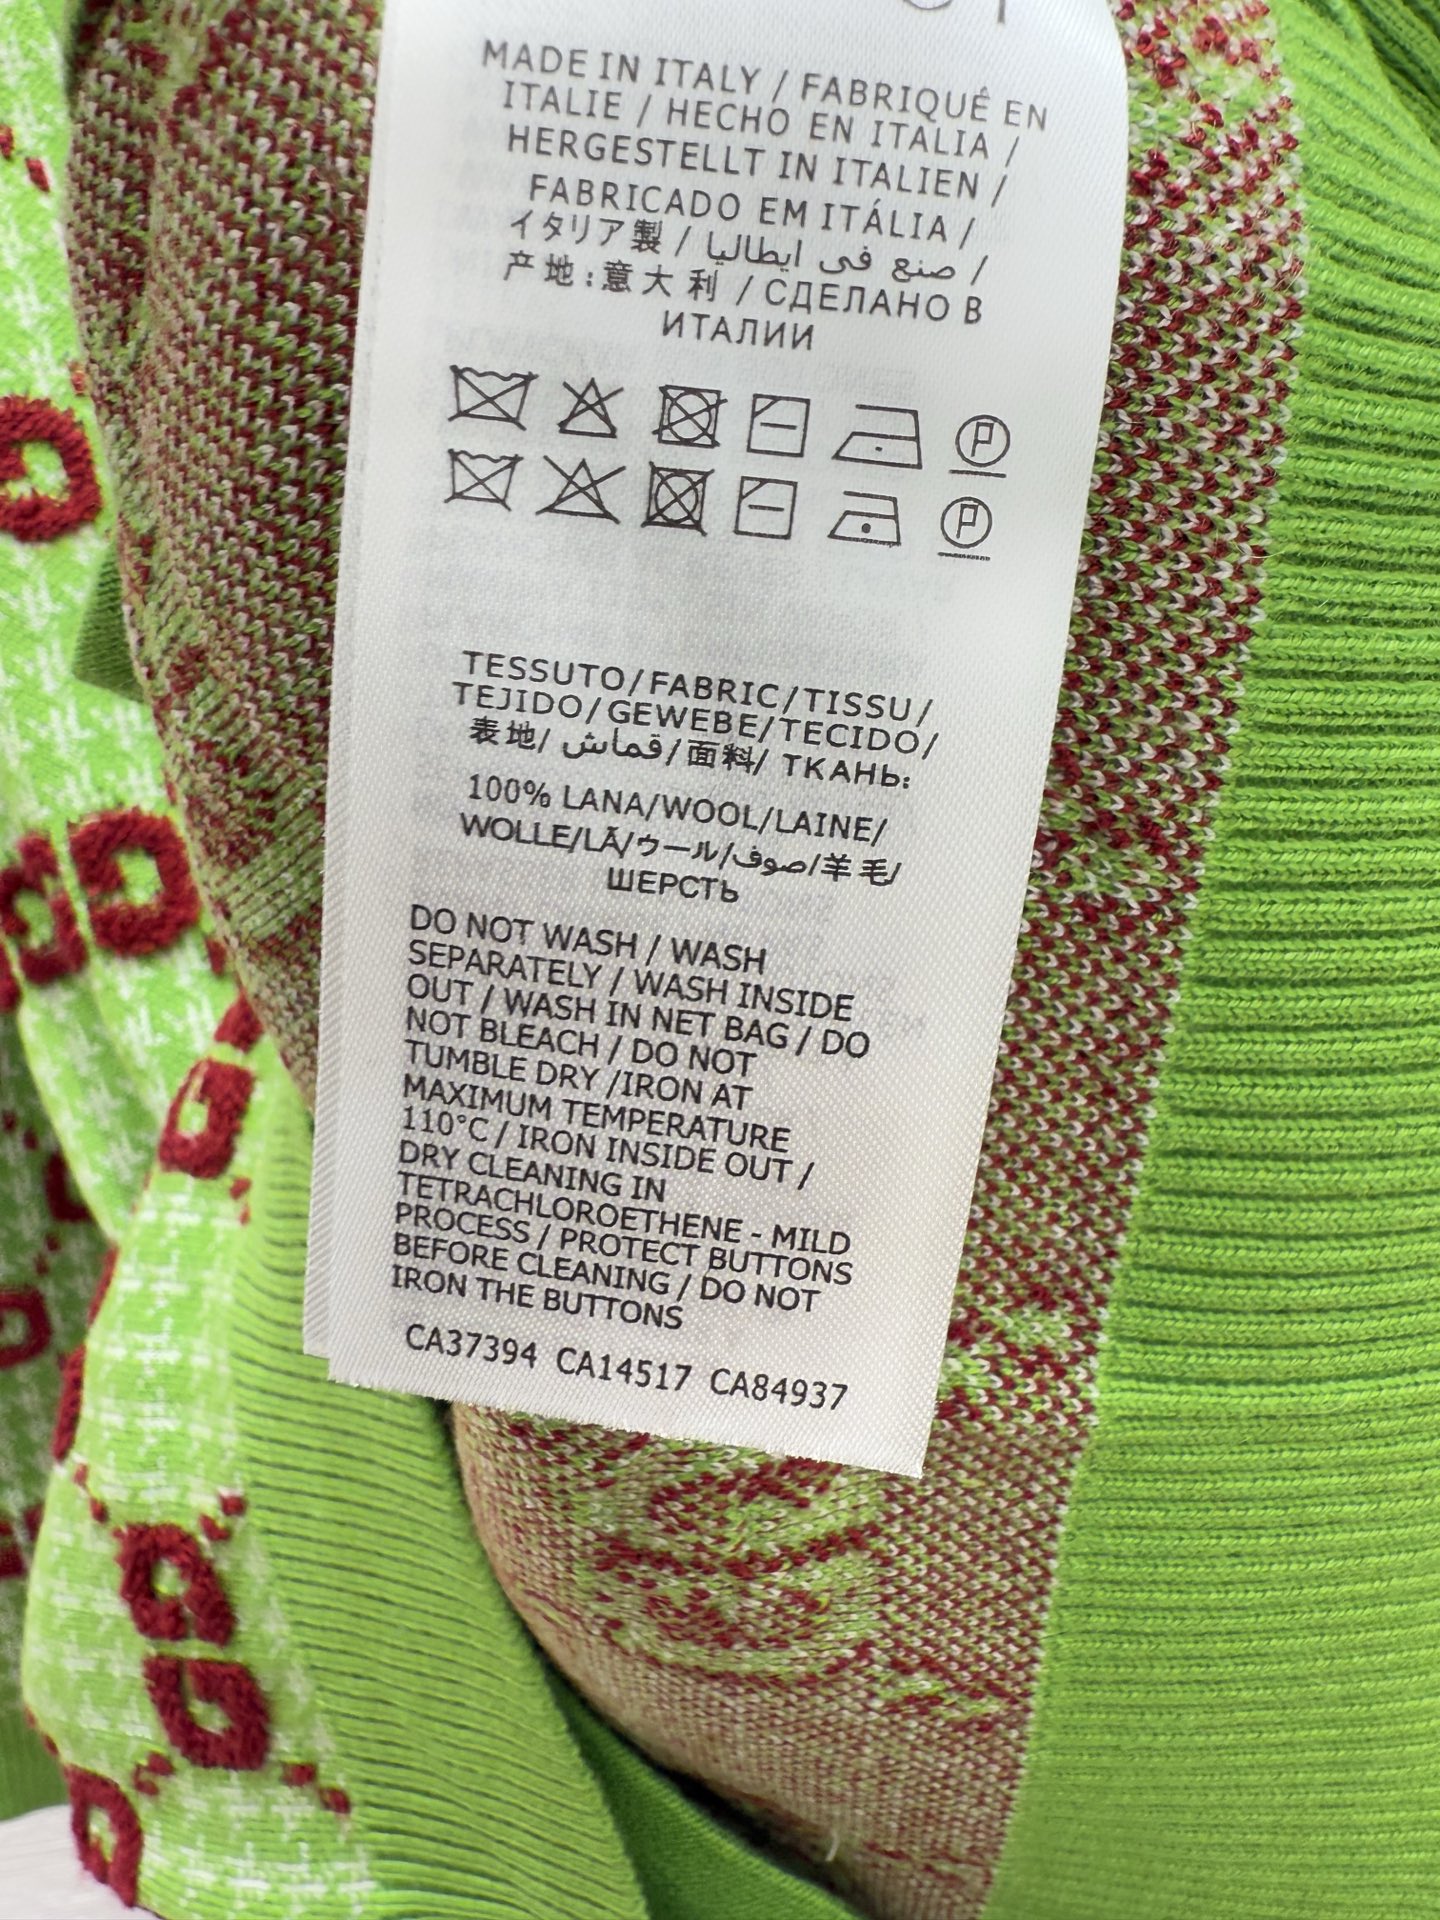 MADE IN ITALY / FABRIQUÉ EN
ITALIE / HECHO EN ITALIA /
HERGESTELLT IN ITALIEN /
FABRICADO EM ITÁLIA /
イタリア製 / صنع فى ايطاليا /
产地:意大利 / СДЕЛАНО В
ИТАЛИИ
P
P
TESSUTO/FABRIC/TISSU/
TEJIDO/GEWEBE/TECIDO/
表地/ قماش/面料/ ТКАНЬ:
100% LANA/WOOL/LAINE/
WOLLE/LÃ/ウール/صوف/羊毛/
ШЕРСТЬ
DO NOT WASH / WASH
SEPARATELY / WASH INSIDE
OUT / WASH IN NET BAG / DO
NOT BLEACH / DO NOT
TUMBLE DRY /IRON AT
MAXIMUM TEMPERATURE
110°C / IRON INSIDE OUT /
DRY CLEANING IN
TETRACHLOROETHENE - MILD
PROCESS / PROTECT BUTTONS
BEFORE CLEANING / DO NOT
IRON THE BUTTONS
CA37394 CA14517 CA84937